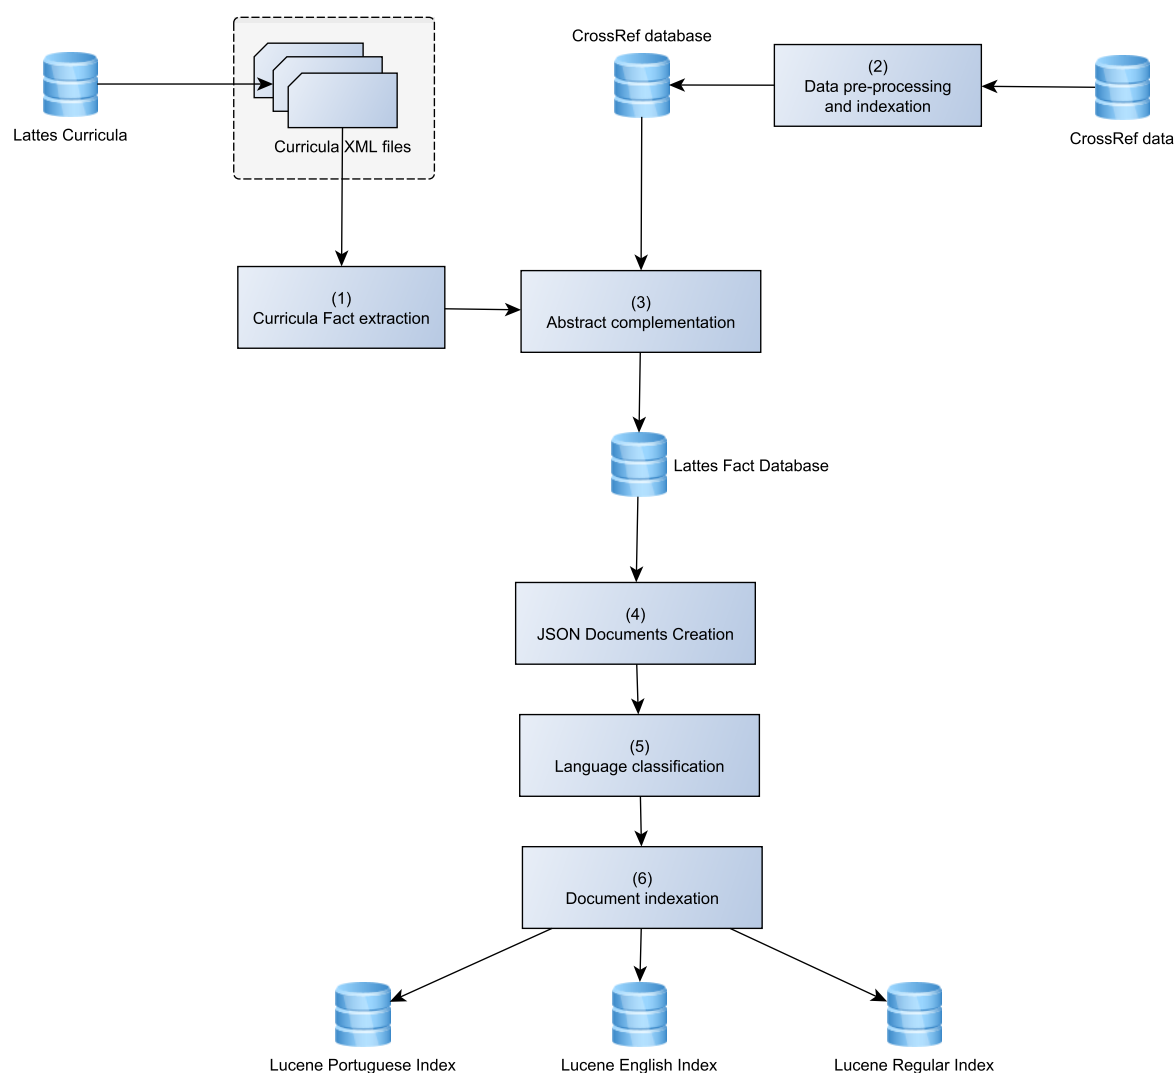 CrossRef database
(2)
Data pre-processing
and indexation
Lattes Curricula
Curricula XML files
CrossRef data
(1)
Curricula Fact extraction
(3)
Abstract complementation
Lattes Fact Database
(4)
JSON Documents Creation
(5)
Language classification
(6)
Document indexation
Lucene Portuguese Index
Lucene English Index
Lucene Regular Index